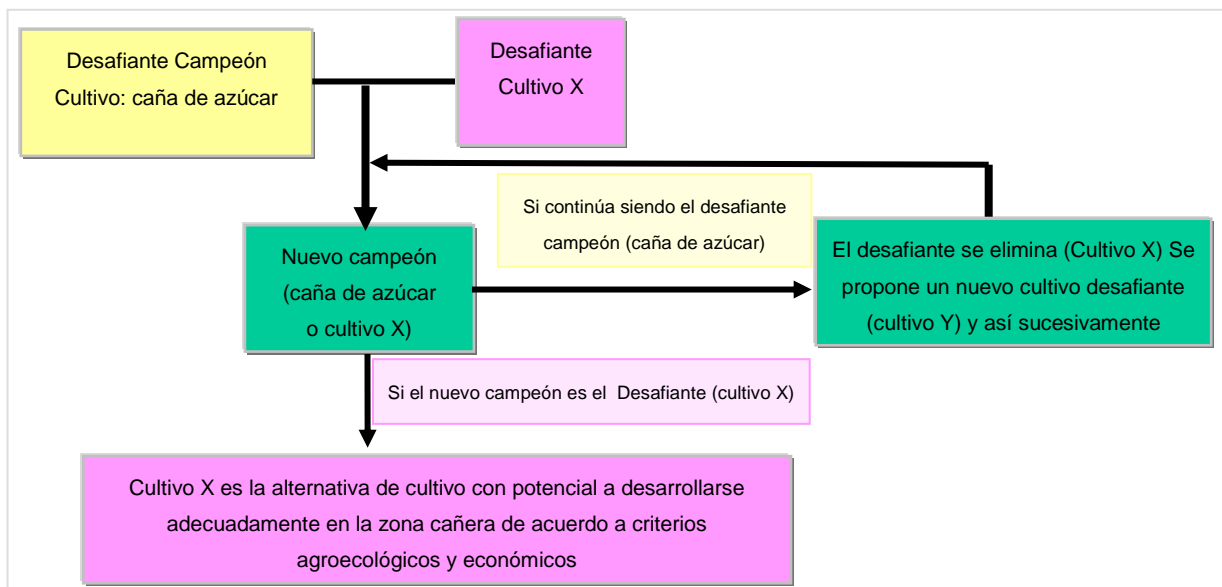 Desafiante Campeón
Cultivo: caña de azúcar
Desafiante
Cultivo X
Si continúa siendo el desafiante
campeón (caña de azúcar)
Nuevo campeón
(caña de azúcar
o cultivo X)
El desafiante se elimina (Cultivo X) Se
propone un nuevo cultivo desafiante
(cultivo Y) y así sucesivamente
Si el nuevo campeón es el  Desafiante (cultivo X)
Cultivo X es la alternativa de cultivo con potencial a desarrollarse
adecuadamente en la zona cañera de acuerdo a criterios
agroecológicos y económicos